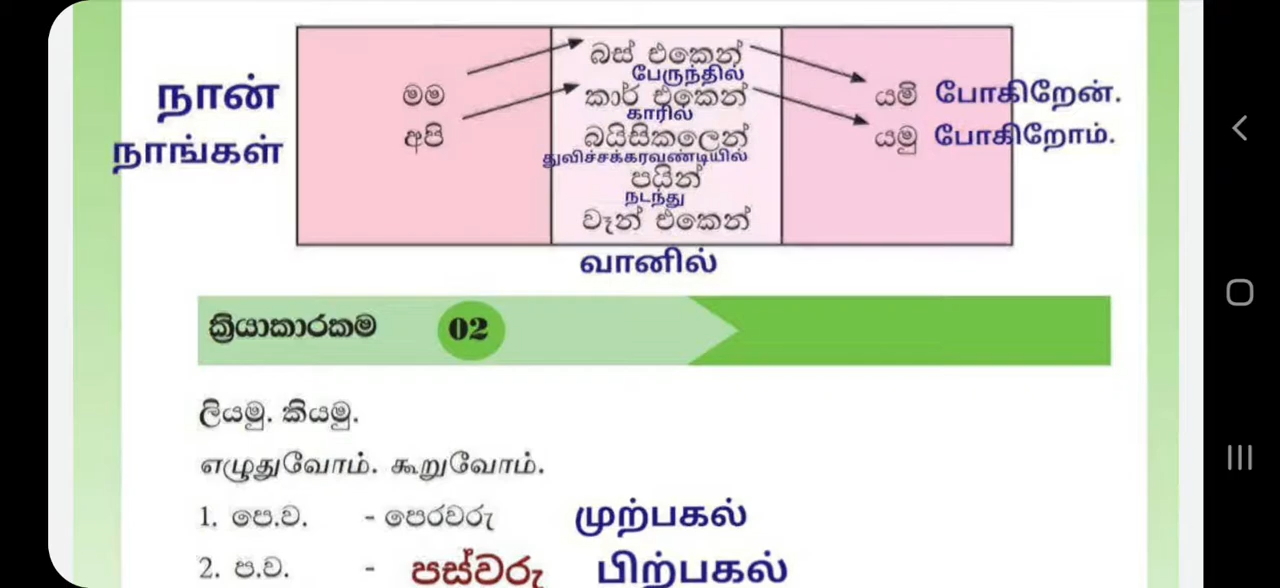 බස් එකෙන්
பேருந்தில்
நான் මම කාර් එකෙන් යමි போகிறேன்.
காரில்
நாங்கள் අපි බයිසිකලෙන් යමු போகிறோம்.
துவிச்சக்கரவண்டியில்
පයින්
நடந்து
වෑන් එකෙන්
வானில்
ක්‍රියාකාරකම 02
ලියමු. කියමු.
எழுதுவோம். கூறுவோம்.
1. පෙ.ව. - පෙරවරු முற்பகல்
2. ප.ව. - පස්වරු பிற்பகல்